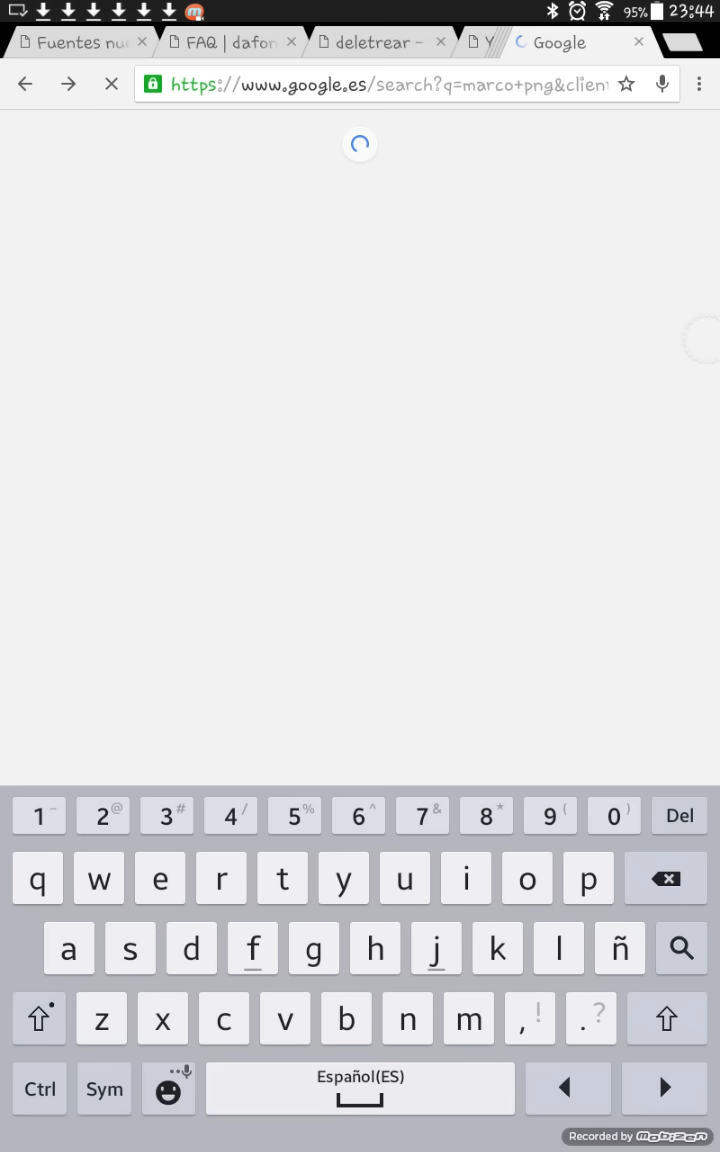 95% 23:44
Fuentes nu FAQ | dafon deletrear - Y Google
https://www.google.es/search?q=marco+png&client
1 - 2 @ 3 # 4 / 5 % 6 ^ 7 & 8 * 9 ( 0 ) Del
q w e r t y u i o p
a s d f g h j k l ñ
z x c v b n m , ! . ?
Ctrl Sym Español(ES)
Recorded by mobizen